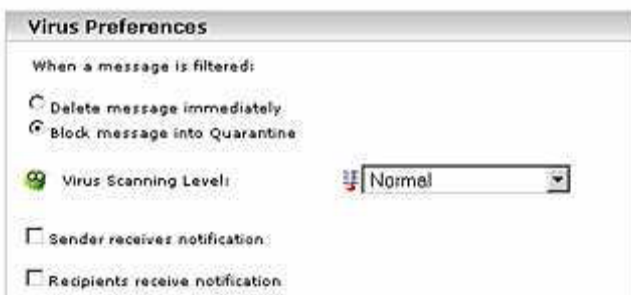 Virus Preferences
When a message is filtered:
Delete message immediately
Block message into Quarantine
Virus Scanning Level: Normal
Sender receives notification
Recipients receive notification